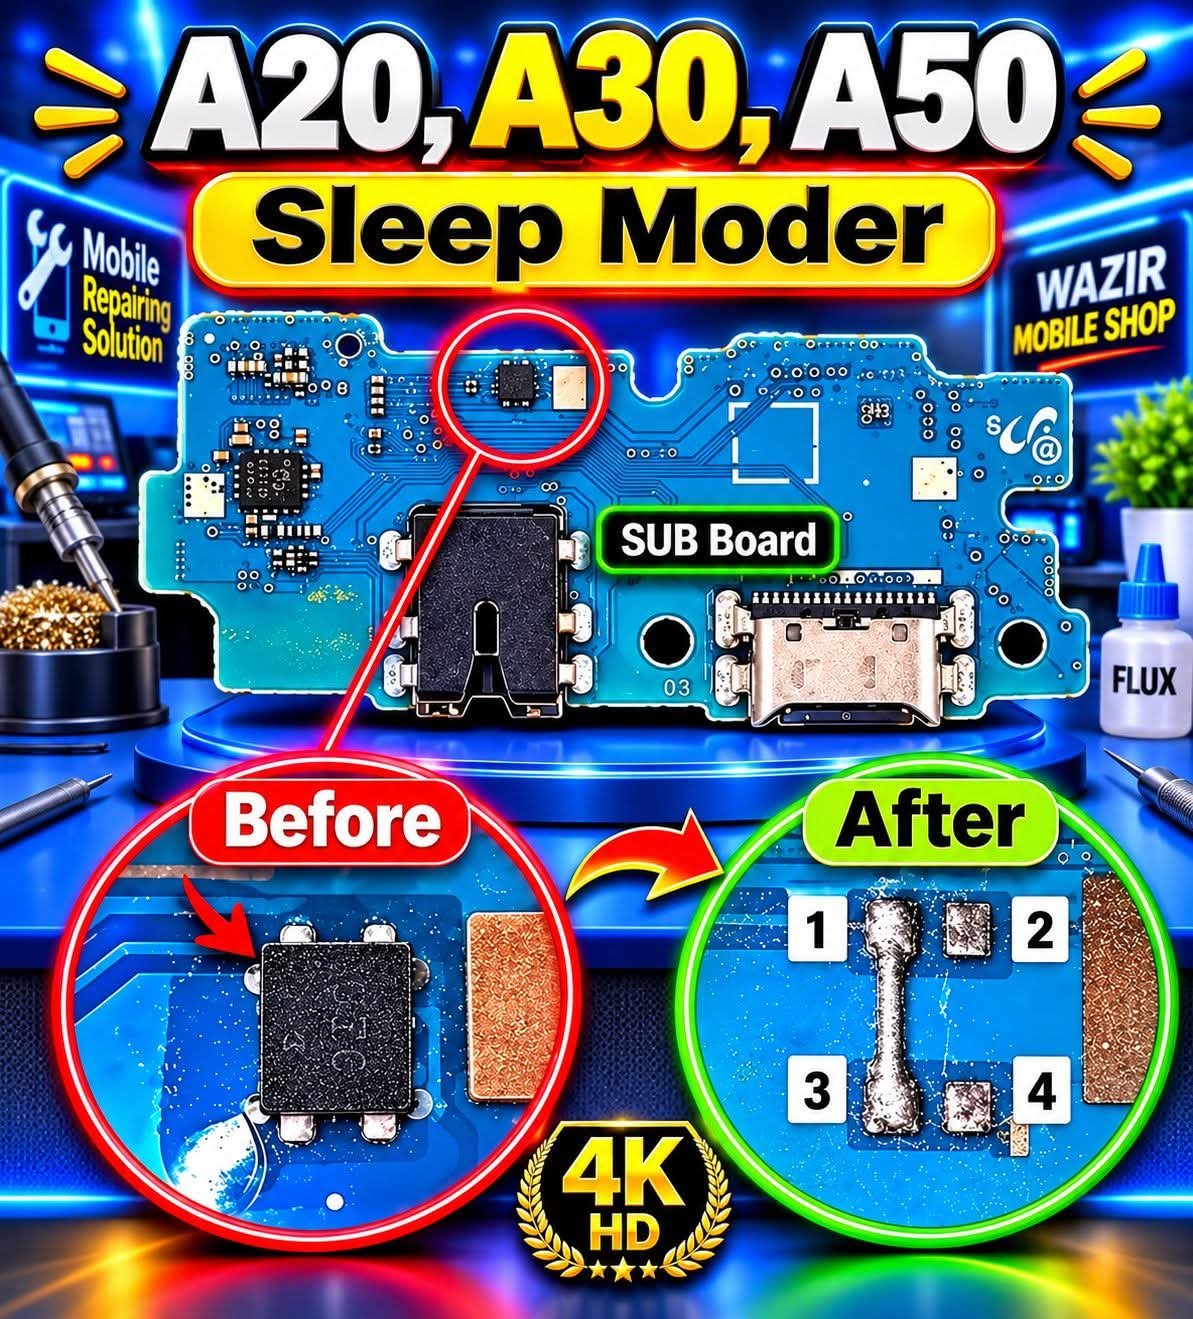 A20, A30, A50
Sleep Moder
Mobile
Repairing
Solution
WAZIR
MOBILE SHOP
SUB Board
03
FLUX
Before
After
1
2
3
4
4K
HD